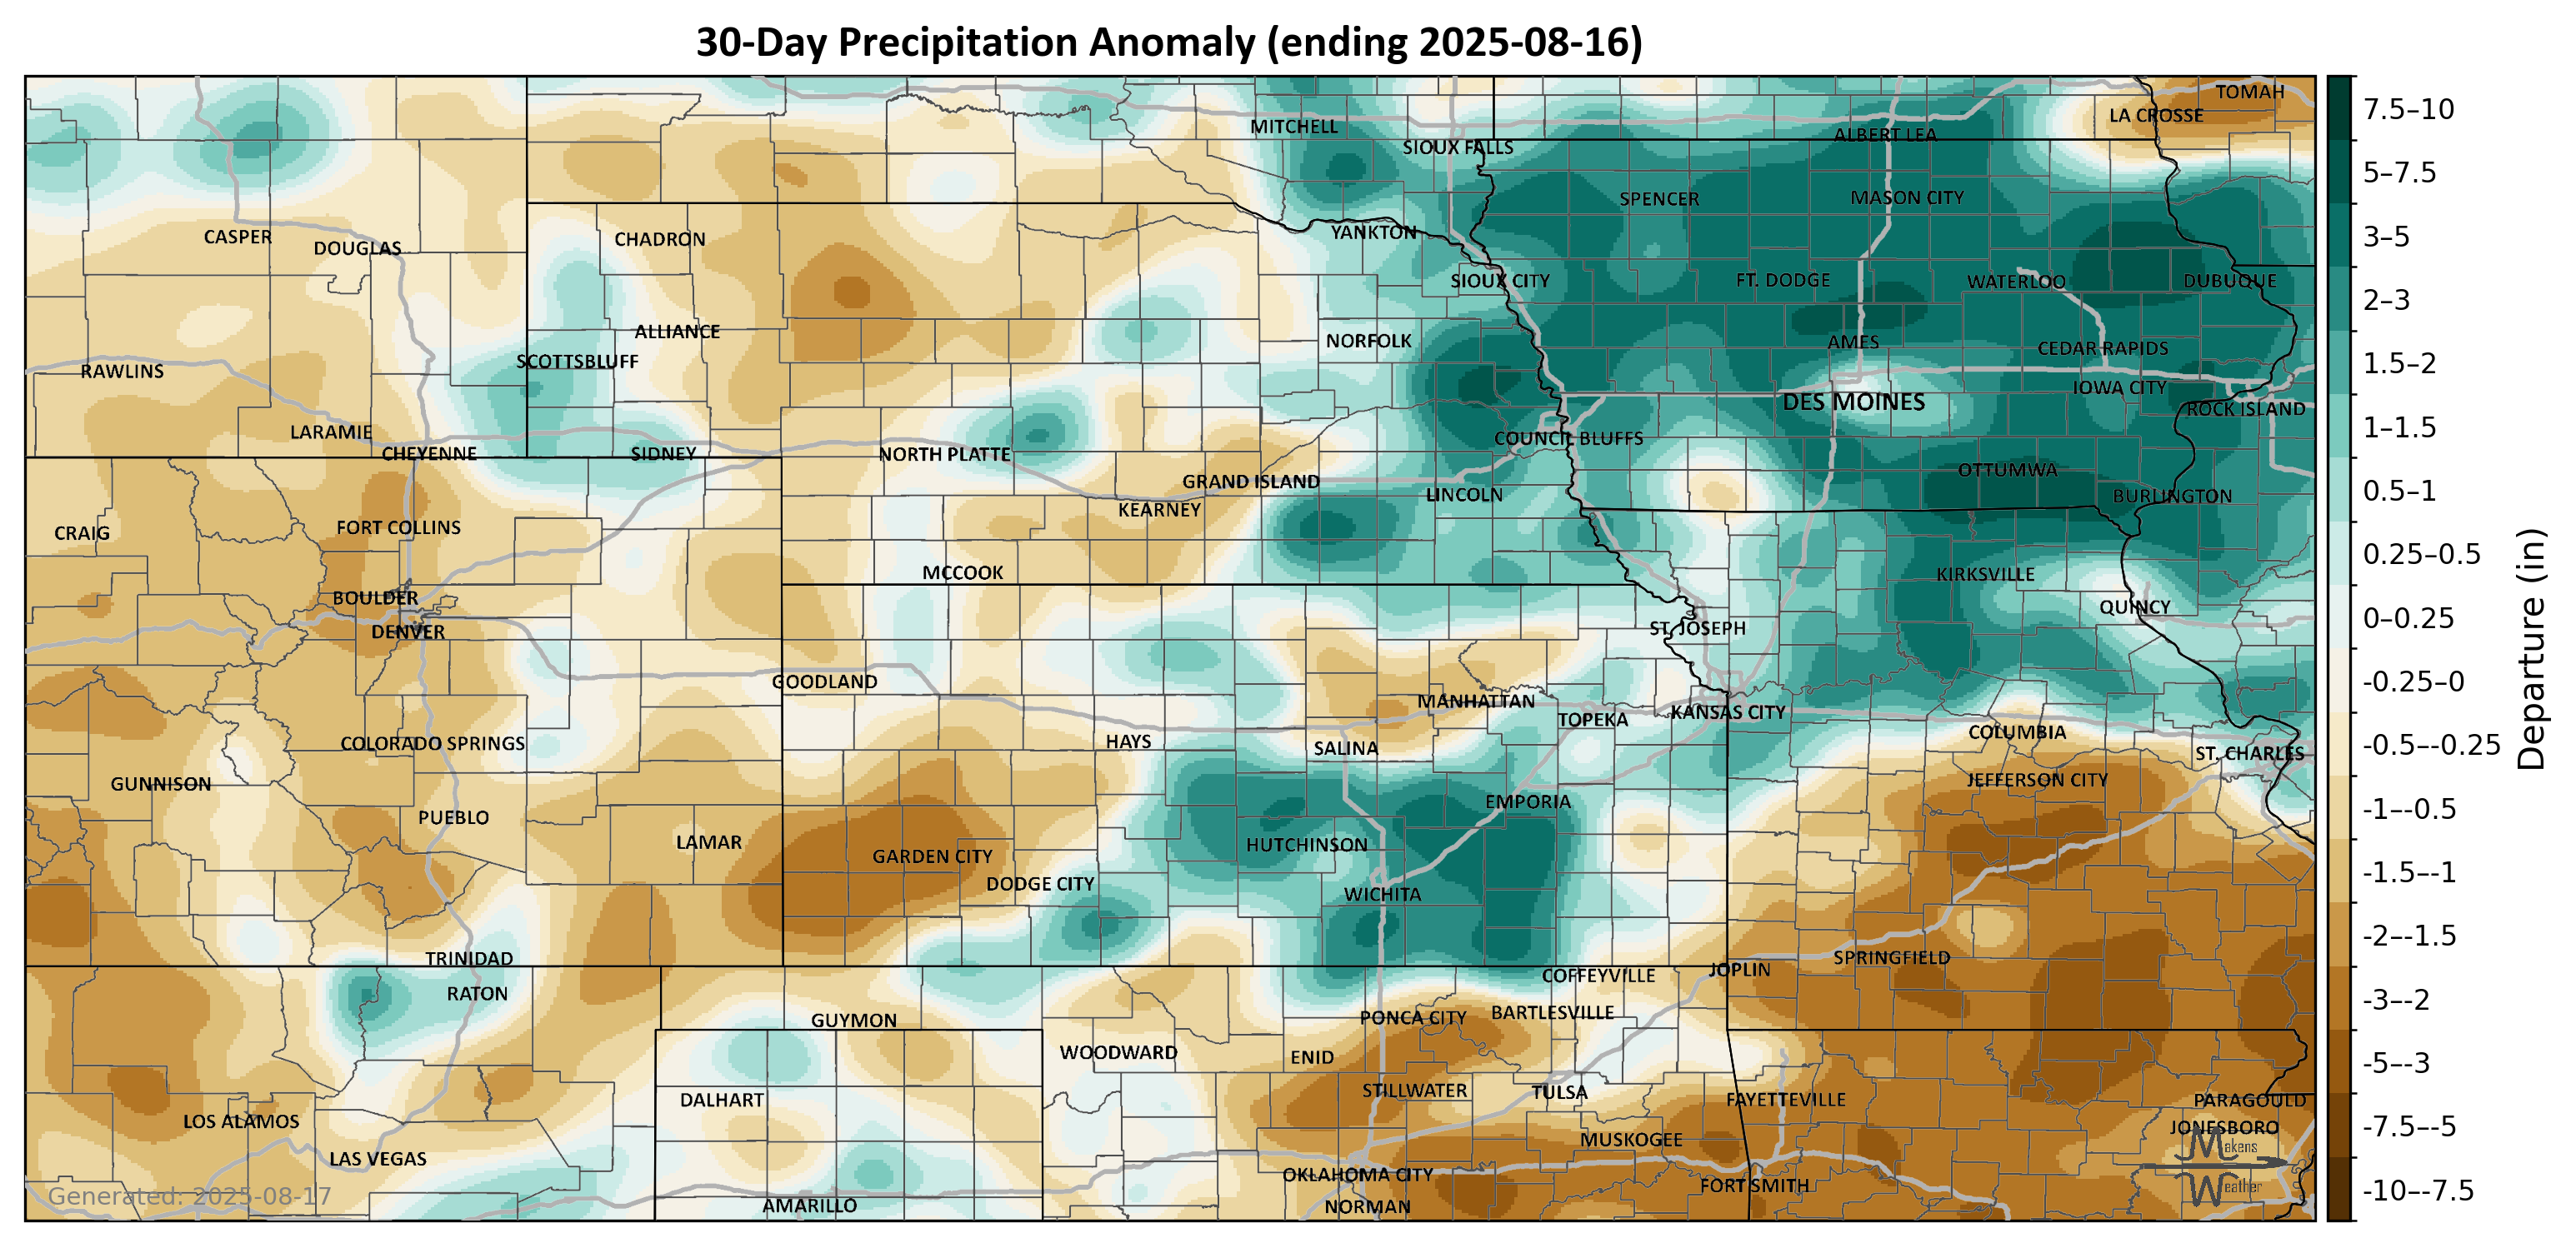 30-Day Precipitation Anomaly (ending 2025-08-16)
TOMAH
LA CROSSE
MITCHELL
ALBERT LEA
SIOUX FALLS
SPENCER
MASON CITY
YANKTON
CASPER
DOUGLAS
CHADRON
SIOUX CITY
FT. DODGE
WATERLOO
DUBUQUE
ALLIANCE
NORFOLK
AMES
CEDAR RAPIDS
SCOTTSBLUFF
RAWLINS
IOWA CITY
DES MOINES
ROCK ISLAND
LARAMIE
COUNCIL BLUFFS
CHEYENNE
SIDNEY
NORTH PLATTE
OTTUMWA
GRAND ISLAND
LINCOLN
BURLINGTON
KEARNEY
CRAIG
FORT COLLINS
MCCOOK
KIRKSVILLE
BOULDER
QUINCY
DENVER
ST. JOSEPH
GOODLAND
MANHATTAN
TOPEKA
KANSAS CITY
COLUMBIA
COLORADO SPRINGS
HAYS
SALINA
ST. CHARLES
GUNNISON
JEFFERSON CITY
EMPORIA
PUEBLO
LAMAR
HUTCHINSON
GARDEN CITY
DODGE CITY
WICHITA
TRINIDAD
SPRINGFIELD
JOPLIN
COFFEYVILLE
RATON
GUYMON
PONCA CITY
BARTLESVILLE
WOODWARD
ENID
STILLWATER
TULSA
DALHART
FAYETTEVILLE
PARAGOULD
LOS ALAMOS
JONESBORO
MUSKOGEE
LAS VEGAS
OKLAHOMA CITY
FORT SMITH
AMARILLO
NORMAN
Generated: 2025-08-17
Makens
Weather
7.5–10
5–7.5
3–5
2–3
1.5–2
1–1.5
0.5–1
0.25–0.5
0–0.25
-0.25–0
-0.5–-0.25
-1–-0.5
-1.5–-1
-2–-1.5
-3–-2
-5–-3
-7.5–-5
-10–-7.5
Departure (in)